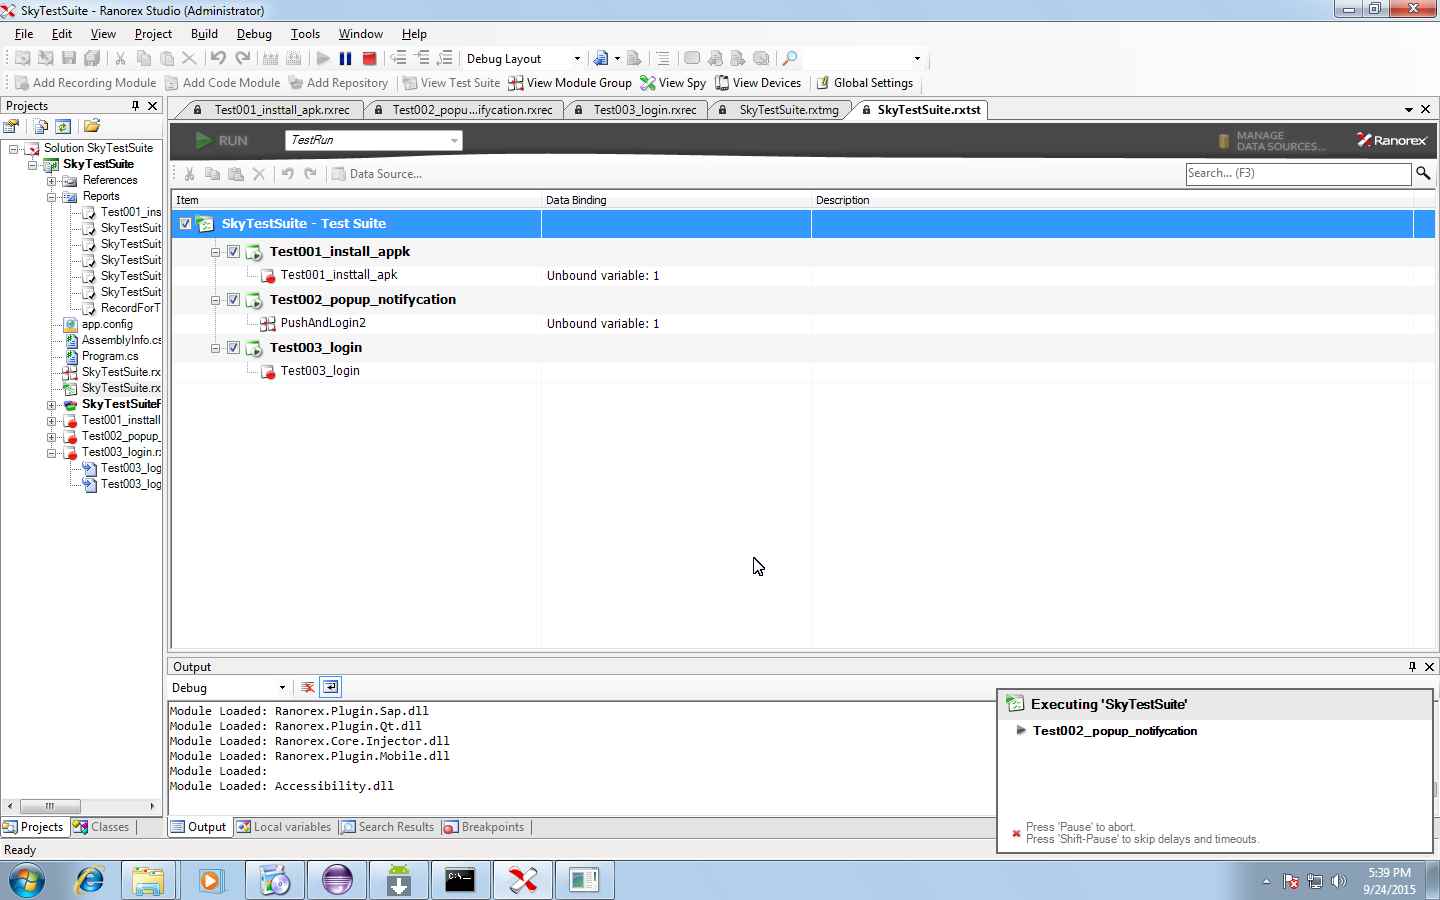 SkyTestSuite - Ranorex Studio (Administrator)
File Edit View Project Build Debug Tools Window Help
Debug Layout
Add Recording Module Add Code Module Add Repository View Test Suite View Module Group View Spy View Devices Global Settings
Projects
Test001_insttall_apk.rxrec Test002_popu...ifycation.rxrec Test003_login.rxrec SkyTestSuite.rxtmg SkyTestSuite.rxtst
RUN TestRun MANAGE DATA SOURCES... Ranorex
Data Source... Search... (F3)
Solution SkyTestSuite
SkyTestSuite
References
Reports
Test001_ins
SkyTestSuit
SkyTestSuit
SkyTestSuit
SkyTestSuit
SkyTestSuit
RecordForT
app.config
AssemblyInfo.cs
Program.cs
SkyTestSuite.rx
SkyTestSuite.rx
SkyTestSuiteF
Test001_insttall
Test002_popup_
Test003_login.rx
Test003_log
Test003_log
Item Data Binding Description
SkyTestSuite - Test Suite
Test001_install_appk
Test001_insttall_apk Unbound variable: 1
Test002_popup_notifycation
PushAndLogin2 Unbound variable: 1
Test003_login
Test003_login
Output
Debug
Module Loaded: Ranorex.Plugin.Sap.dll
Module Loaded: Ranorex.Plugin.Qt.dll
Module Loaded: Ranorex.Core.Injector.dll
Module Loaded: Ranorex.Plugin.Mobile.dll
Module Loaded:
Module Loaded: Accessibility.dll
Executing 'SkyTestSuite'
Test002_popup_notifycation
Press 'Pause' to abort.
Press 'Shift-Pause' to skip delays and timeouts.
Projects Classes
Output Local variables Search Results Breakpoints
Ready
5:39 PM
9/24/2015